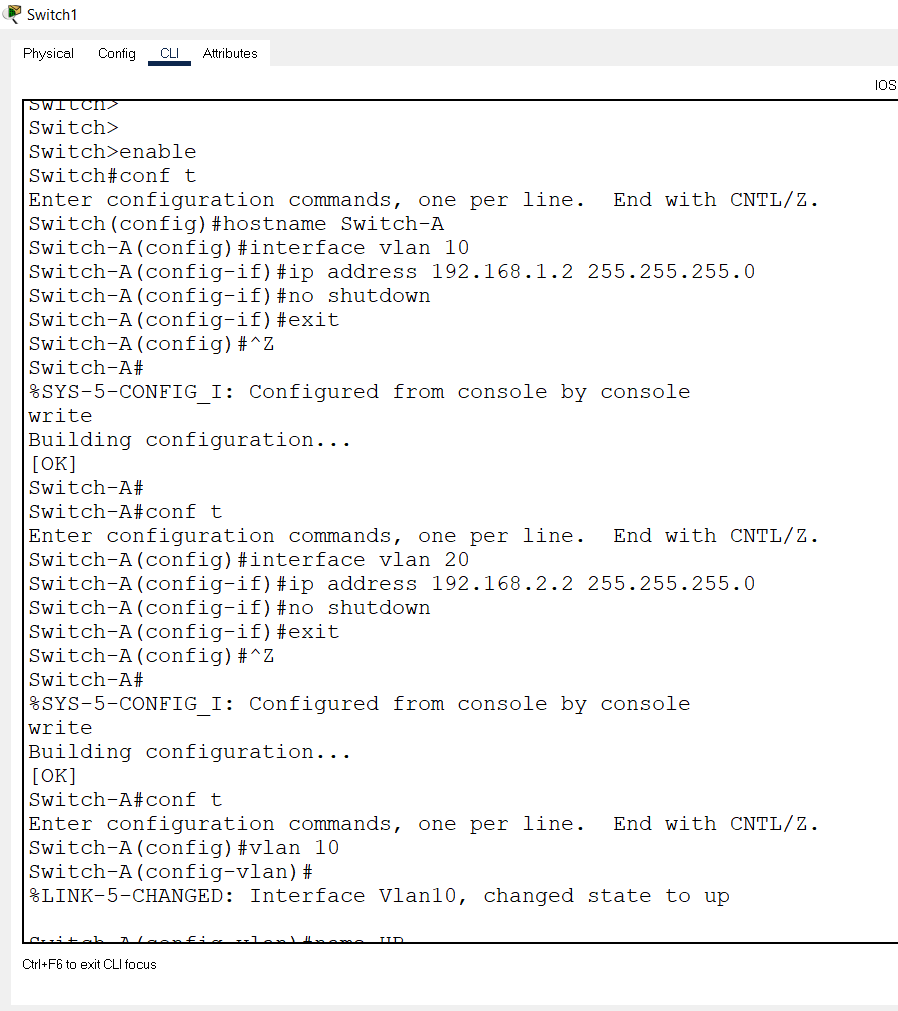 Switch1
Physical Config CLI Attributes
IOS
Switch>
Switch>
Switch>enable
Switch#conf t
Enter configuration commands, one per line.  End with CNTL/Z.
Switch(config)#hostname Switch-A
Switch-A(config)#interface vlan 10
Switch-A(config-if)#ip address 192.168.1.2 255.255.255.0
Switch-A(config-if)#no shutdown
Switch-A(config-if)#exit
Switch-A(config)#^Z
Switch-A#
%SYS-5-CONFIG_I: Configured from console by console
write
Building configuration...
[OK]
Switch-A#
Switch-A#conf t
Enter configuration commands, one per line.  End with CNTL/Z.
Switch-A(config)#interface vlan 20
Switch-A(config-if)#ip address 192.168.2.2 255.255.255.0
Switch-A(config-if)#no shutdown
Switch-A(config-if)#exit
Switch-A(config)#^Z
Switch-A#
%SYS-5-CONFIG_I: Configured from console by console
write
Building configuration...
[OK]
Switch-A#conf t
Enter configuration commands, one per line.  End with CNTL/Z.
Switch-A(config)#vlan 10
Switch-A(config-vlan)#
%LINK-5-CHANGED: Interface Vlan10, changed state to up
Switch-A(config-vlan)#name
Ctrl+F6 to exit CLI focus